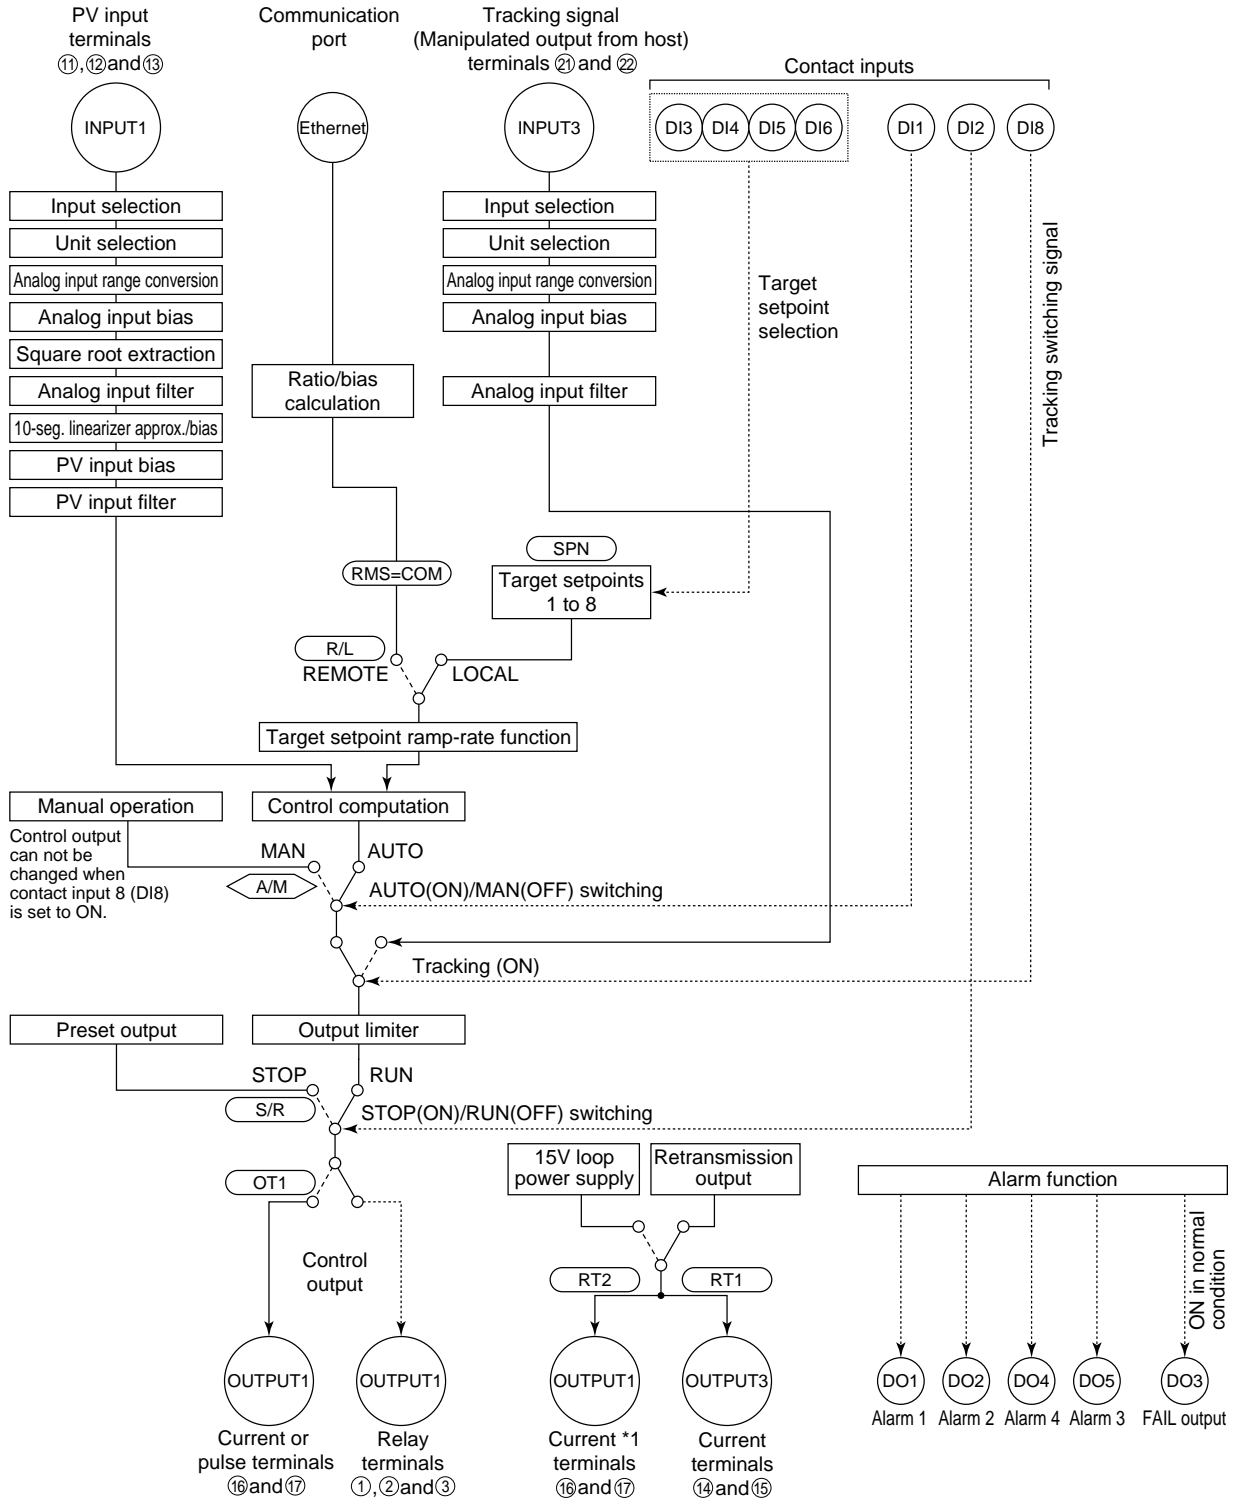 PV input
terminals
⑪,⑫and⑬
Communication
port
Tracking signal
(Manipulated output from host)
terminals ㉑ and ㉒
Contact inputs
INPUT1
Ethernet
INPUT3
DI3
DI4
DI5
DI6
DI1
DI2
DI8
Input selection
Unit selection
Analog input range conversion
Analog input bias
Square root extraction
Analog input filter
10-seg. linearizer approx./bias
PV input bias
PV input filter
Ratio/bias
calculation
Input selection
Unit selection
Analog input range conversion
Analog input bias
Analog input filter
Target
setpoint
selection
Tracking switching signal
RMS=COM
SPN
Target setpoints
1 to 8
R/L
REMOTE
LOCAL
Target setpoint ramp-rate function
Manual operation
Control computation
Control output
can not be
changed when
contact input 8 (DI8)
is set to ON.
MAN
AUTO
A/M
AUTO(ON)/MAN(OFF) switching
Tracking (ON)
Preset output
Output limiter
STOP
RUN
S/R
STOP(ON)/RUN(OFF) switching
OT1
Control
output
15V loop
power supply
Retransmission
output
RT2
RT1
Alarm function
ON in normal
condition
OUTPUT1
OUTPUT1
OUTPUT1
OUTPUT3
DO1
DO2
DO4
DO5
DO3
Alarm 1
Alarm 2
Alarm 4
Alarm 3
FAIL output
Current or
pulse terminals
⑯and⑰
Relay
terminals
①,②and③
Current *1
terminals
⑯and⑰
Current
terminals
⑭and⑮